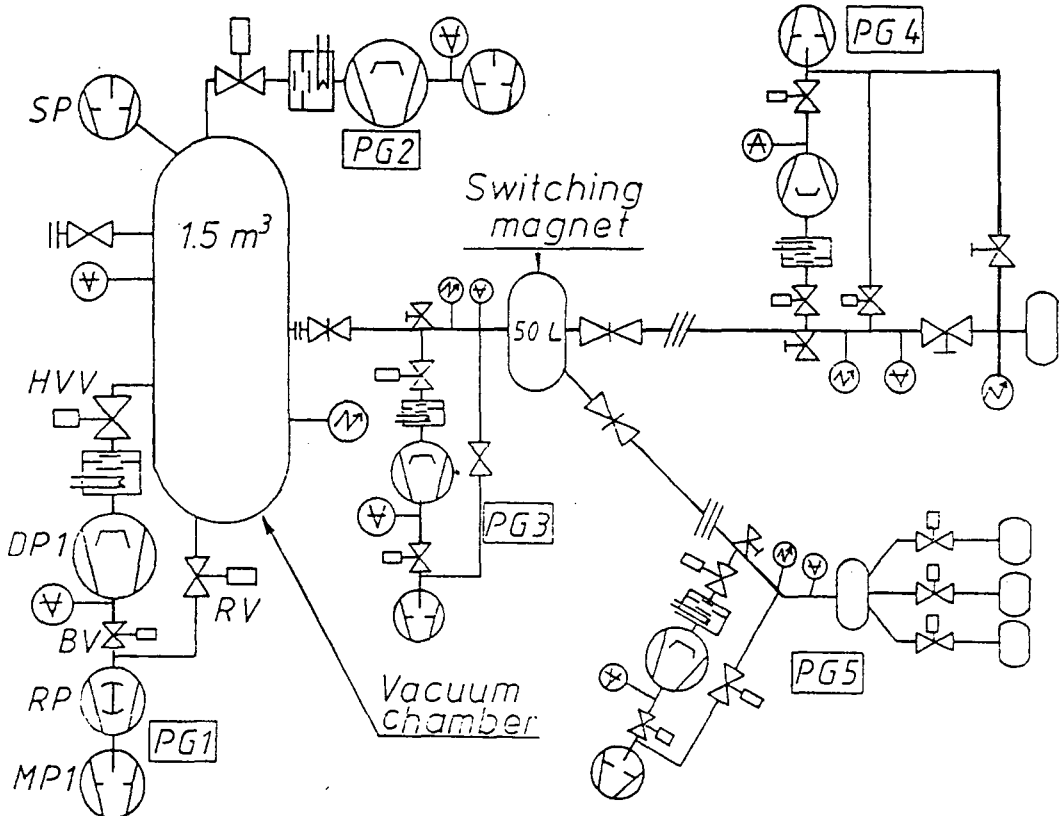 PG4
SP
PG2
Switching
magnet
1.5 m³
50 L
HVV
DP1
PG3
RV
BV
PG5
RP
Vacuum
chamber
PG1
MP1